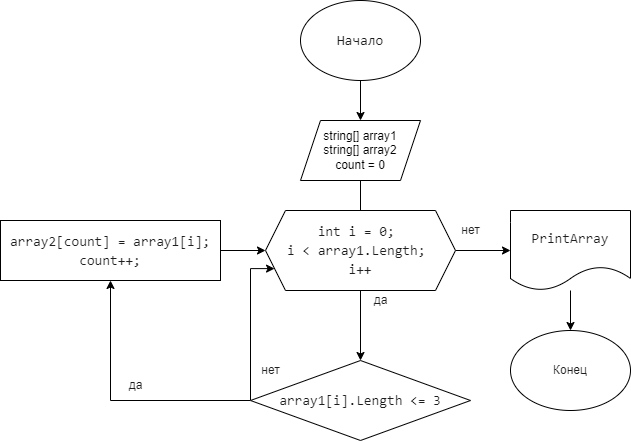 Начало
string[] array1
string[] array2
count = 0
int i = 0;
i < array1.Length;
i++
нет
PrintArray
array2[count] = array1[i];
count++;
да
нет
array1[i].Length <= 3
да
Конец